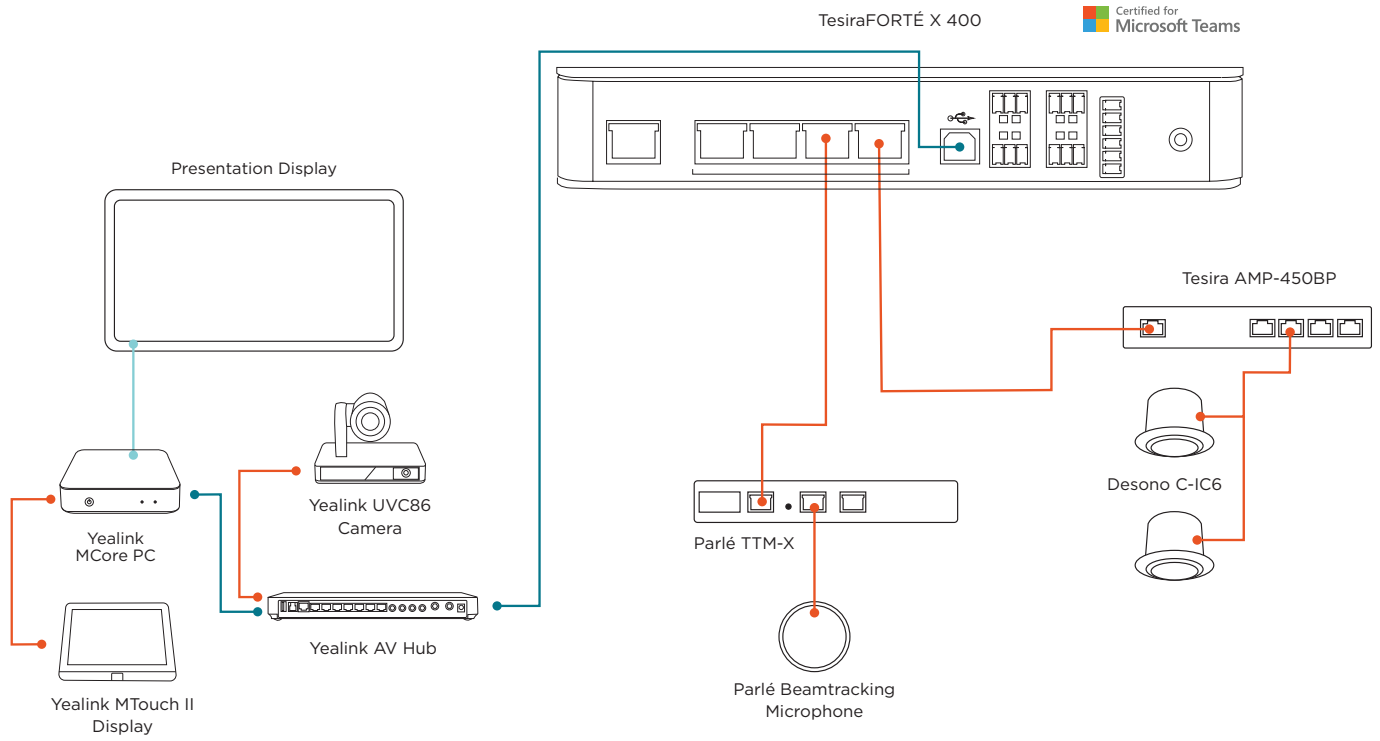 TesiraFORTÉ X 400
Certified for
Microsoft Teams
Presentation Display
Tesira AMP-450BP
Yealink UVC86
Camera
Desono C-IC6
Yealink
MCore PC
Parlé TTM-X
Yealink AV Hub
Yealink MTouch II
Display
Parlé Beamtracking
Microphone